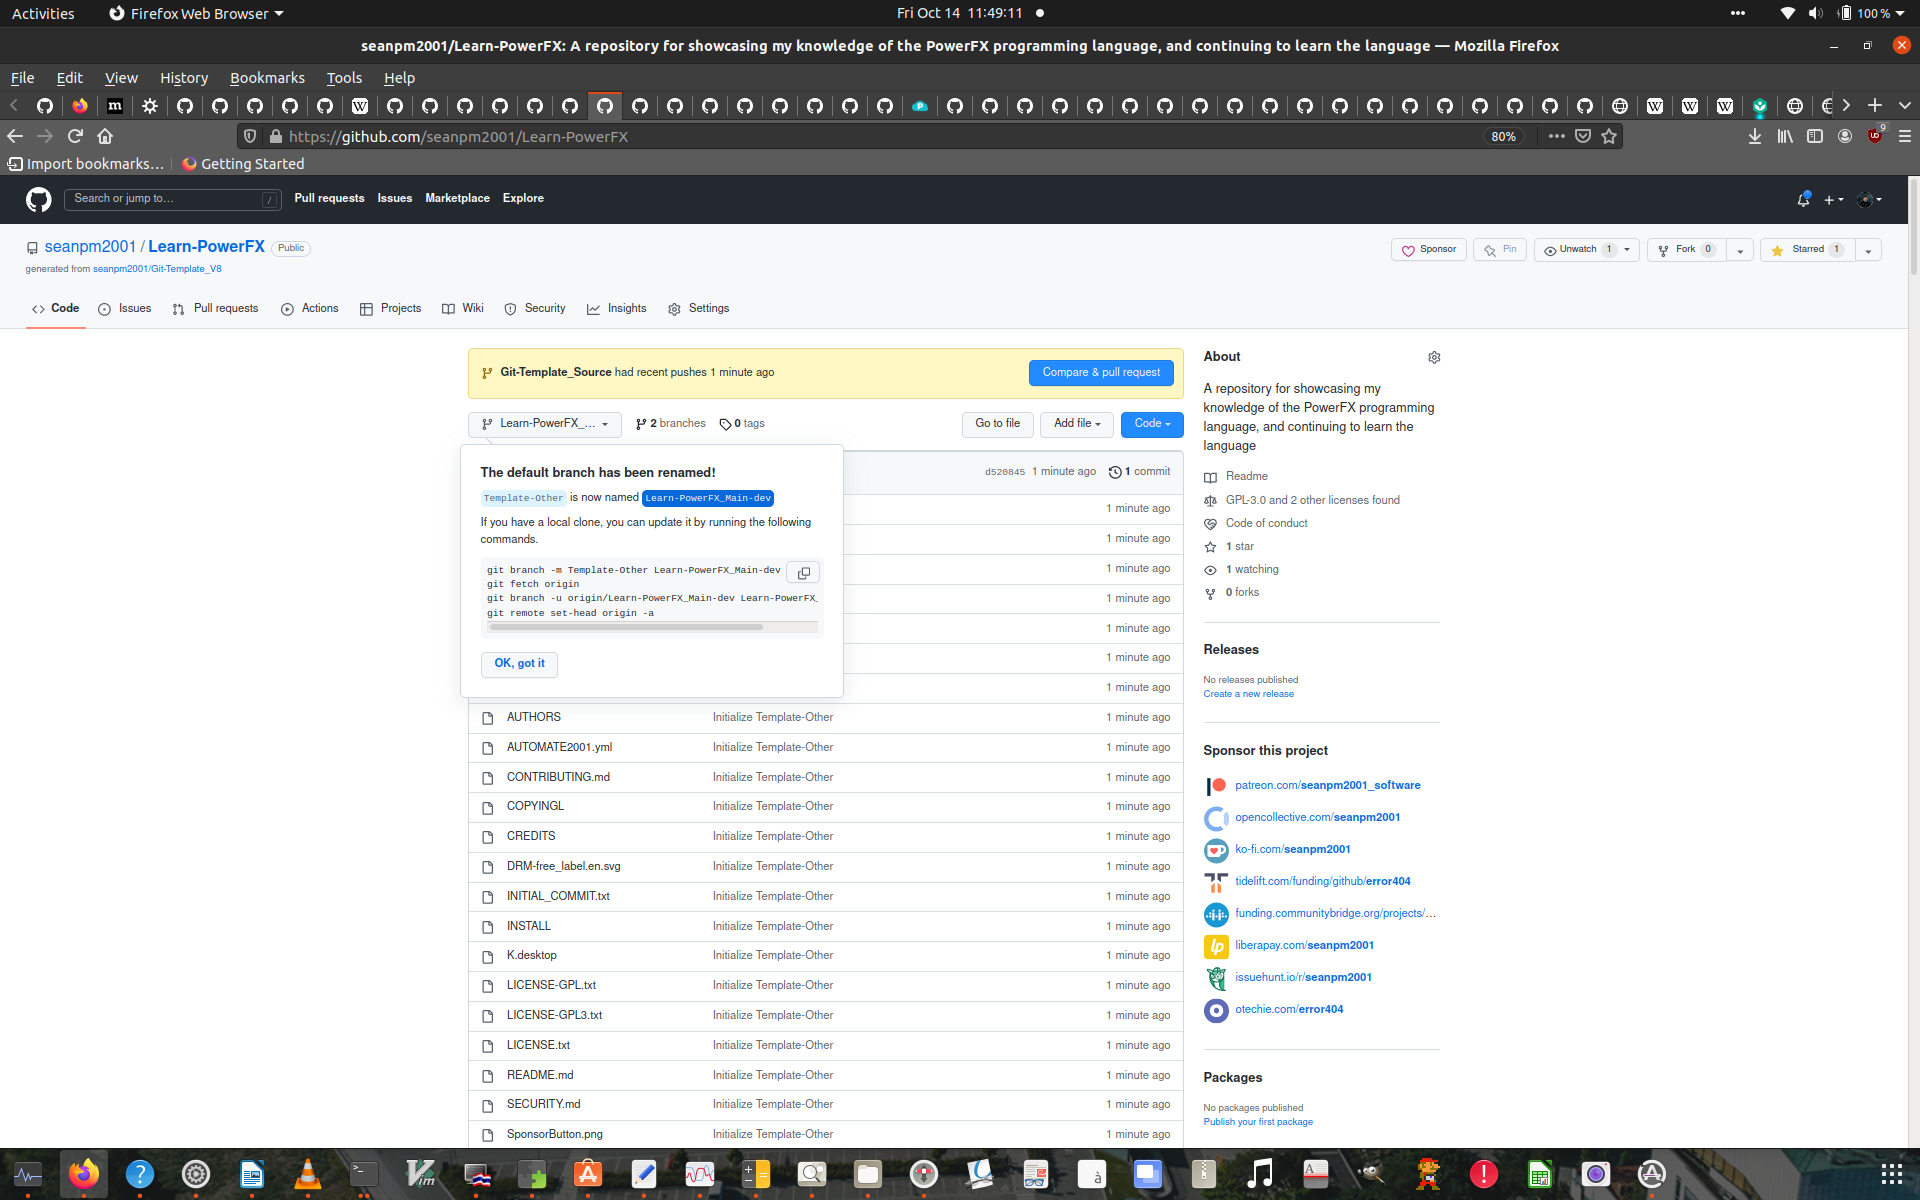 Activities
Firefox Web Browser
Fri Oct 14 11:49:11
100 %
seanpm2001/Learn-PowerFX: A repository for showcasing my knowledge of the PowerFX programming language, and continuing to learn the language — Mozilla Firefox
File Edit View History Bookmarks Tools Help
https://github.com/seanpm2001/Learn-PowerFX
80%
9
Import bookmarks…
Getting Started
Search or jump to…
/
Pull requests Issues Marketplace Explore
seanpm2001 / Learn-PowerFX Public
generated from seanpm2001/Git-Template_V8
Sponsor
Pin
Unwatch 1
Fork 0
Starred 1
Code
Issues
Pull requests
Actions
Projects
Wiki
Security
Insights
Settings
Git-Template_Source had recent pushes 1 minute ago
Compare & pull request
Learn-PowerFX_...
2 branches
0 tags
Go to file
Add file
Code
d520845 1 minute ago
1 commit
The default branch has been renamed!
Template-Other is now named Learn-PowerFX_Main-dev
If you have a local clone, you can update it by running the following
commands.
git branch -m Template-Other Learn-PowerFX_Main-dev
git fetch origin
git branch -u origin/Learn-PowerFX_Main-dev Learn-PowerFX_
git remote set-head origin -a
OK, got it
1 minute ago
1 minute ago
1 minute ago
1 minute ago
1 minute ago
1 minute ago
1 minute ago
AUTHORS Initialize Template-Other 1 minute ago
AUTOMATE2001.yml Initialize Template-Other 1 minute ago
CONTRIBUTING.md Initialize Template-Other 1 minute ago
COPYINGL Initialize Template-Other 1 minute ago
CREDITS Initialize Template-Other 1 minute ago
DRM-free_label.en.svg Initialize Template-Other 1 minute ago
INITIAL_COMMIT.txt Initialize Template-Other 1 minute ago
INSTALL Initialize Template-Other 1 minute ago
K.desktop Initialize Template-Other 1 minute ago
LICENSE-GPL.txt Initialize Template-Other 1 minute ago
LICENSE-GPL3.txt Initialize Template-Other 1 minute ago
LICENSE.txt Initialize Template-Other 1 minute ago
README.md Initialize Template-Other 1 minute ago
SECURITY.md Initialize Template-Other 1 minute ago
SponsorButton.png Initialize Template-Other 1 minute ago
About
A repository for showcasing my
knowledge of the PowerFX programming
language, and continuing to learn the
language
Readme
GPL-3.0 and 2 other licenses found
Code of conduct
1 star
1 watching
0 forks
Releases
No releases published
Create a new release
Sponsor this project
patreon.com/seanpm2001_software
opencollective.com/seanpm2001
ko-fi.com/seanpm2001
tidelift.com/funding/github/error404
funding.communitybridge.org/projects/…
liberapay.com/seanpm2001
issuehunt.io/r/seanpm2001
otechie.com/error404
Packages
No packages published
Publish your first package